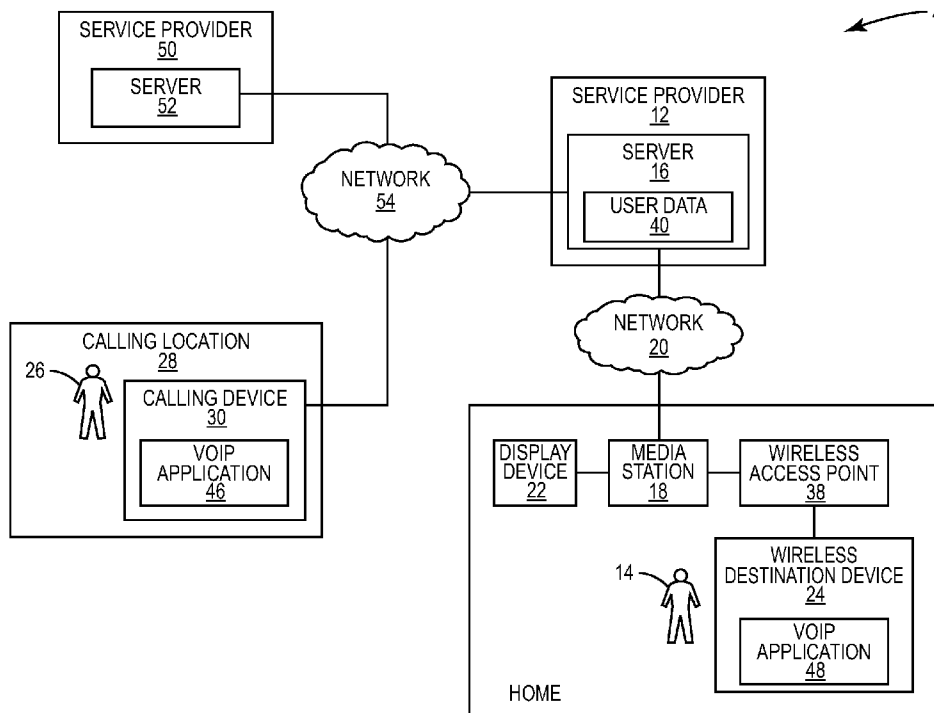 SERVICE PROVIDER
50
SERVER
52
SERVICE PROVIDER
12
SERVER
16
USER DATA
40
NETWORK
54
NETWORK
20
CALLING LOCATION
28
26
CALLING DEVICE
30
VOIP
APPLICATION
46
DISPLAY
DEVICE
22
MEDIA
STATION
18
WIRELESS
ACCESS POINT
38
14
WIRELESS
DESTINATION DEVICE
24
VOIP
APPLICATION
48
HOME